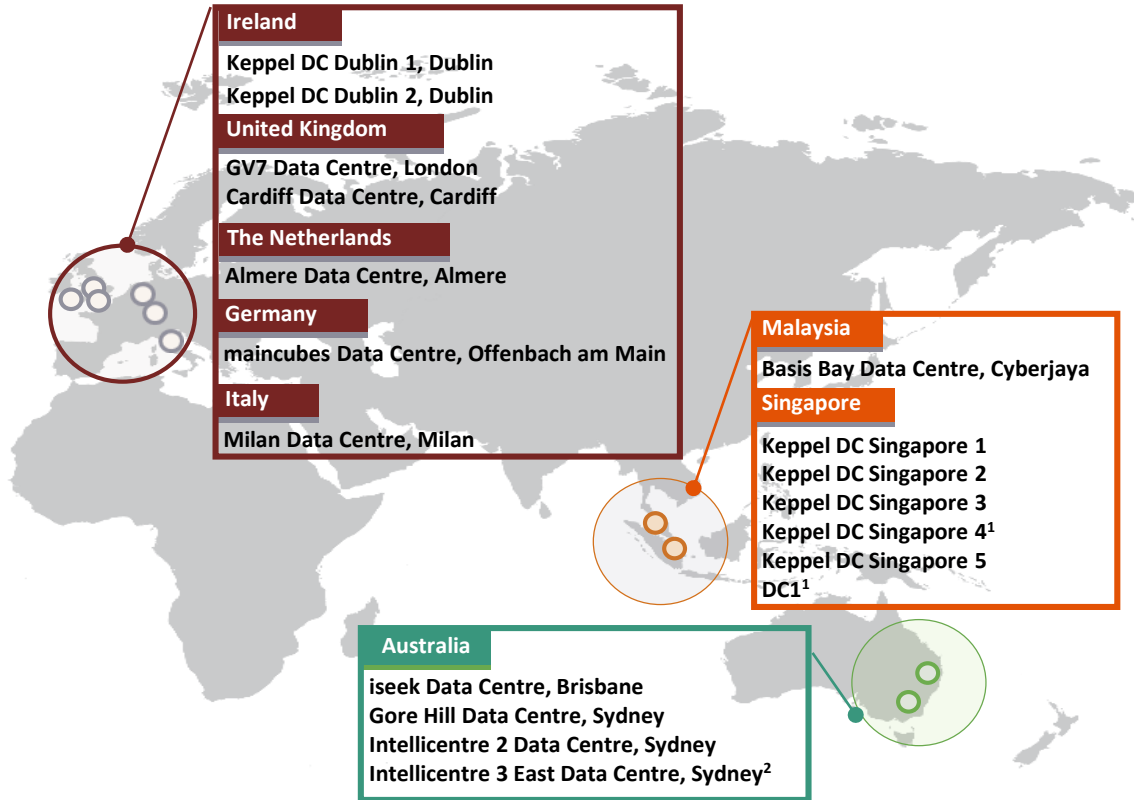 Ireland
Keppel DC Dublin 1, Dublin
Keppel DC Dublin 2, Dublin
United Kingdom
GV7 Data Centre, London
Cardiff Data Centre, Cardiff
The Netherlands
Almere Data Centre, Almere
Germany
maincubes Data Centre, Offenbach am Main
Italy
Milan Data Centre, Milan
Malaysia
Basis Bay Data Centre, Cyberjaya
Singapore
Keppel DC Singapore 1
Keppel DC Singapore 2
Keppel DC Singapore 3
Keppel DC Singapore 4¹
Keppel DC Singapore 5
DC1¹
Australia
iseek Data Centre, Brisbane
Gore Hill Data Centre, Sydney
Intellicentre 2 Data Centre, Sydney
Intellicentre 3 East Data Centre, Sydney²